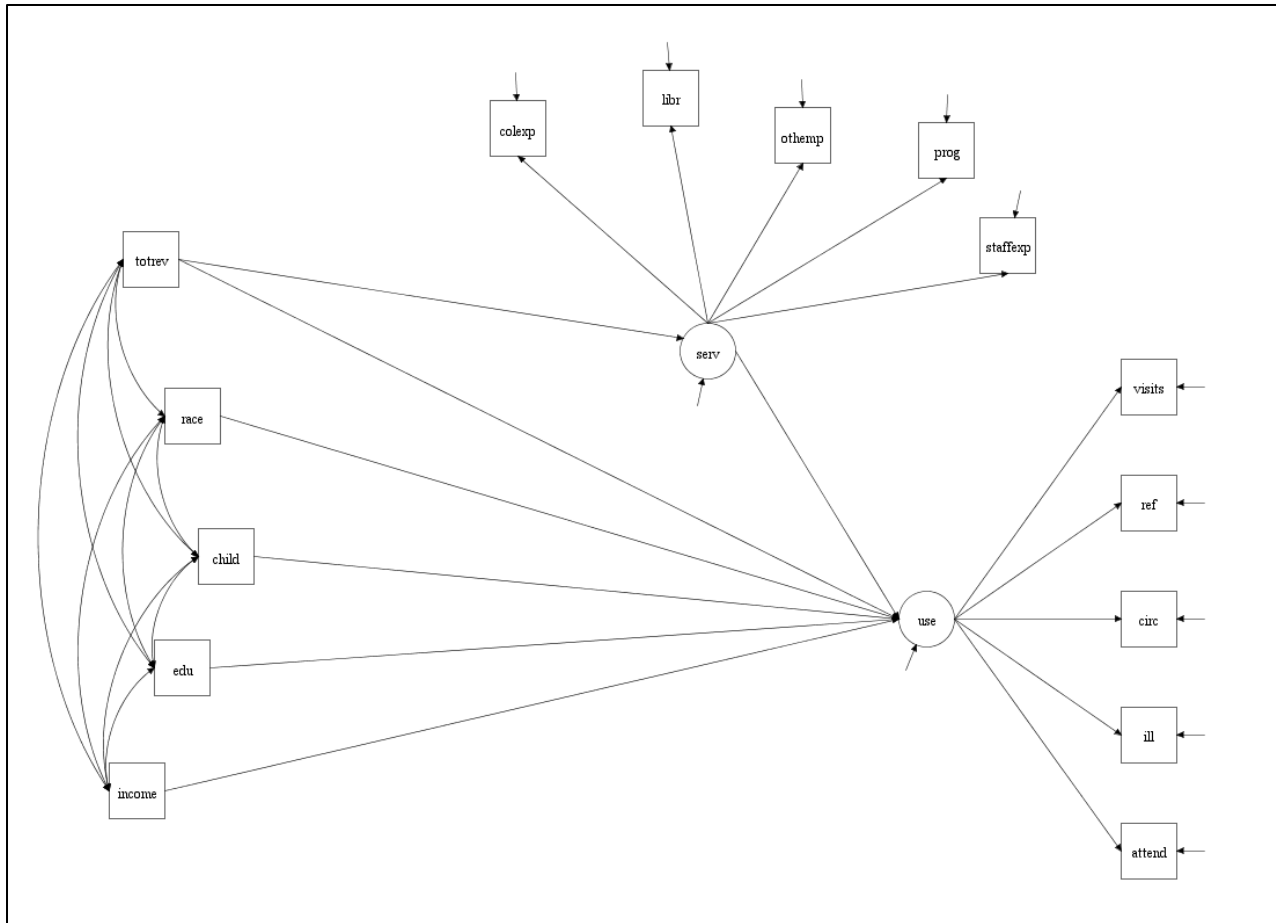 libr
colexp
othemp
prog
staffexp
totrev
serv
visits
race
ref
child
use
circ
edu
ill
income
attend